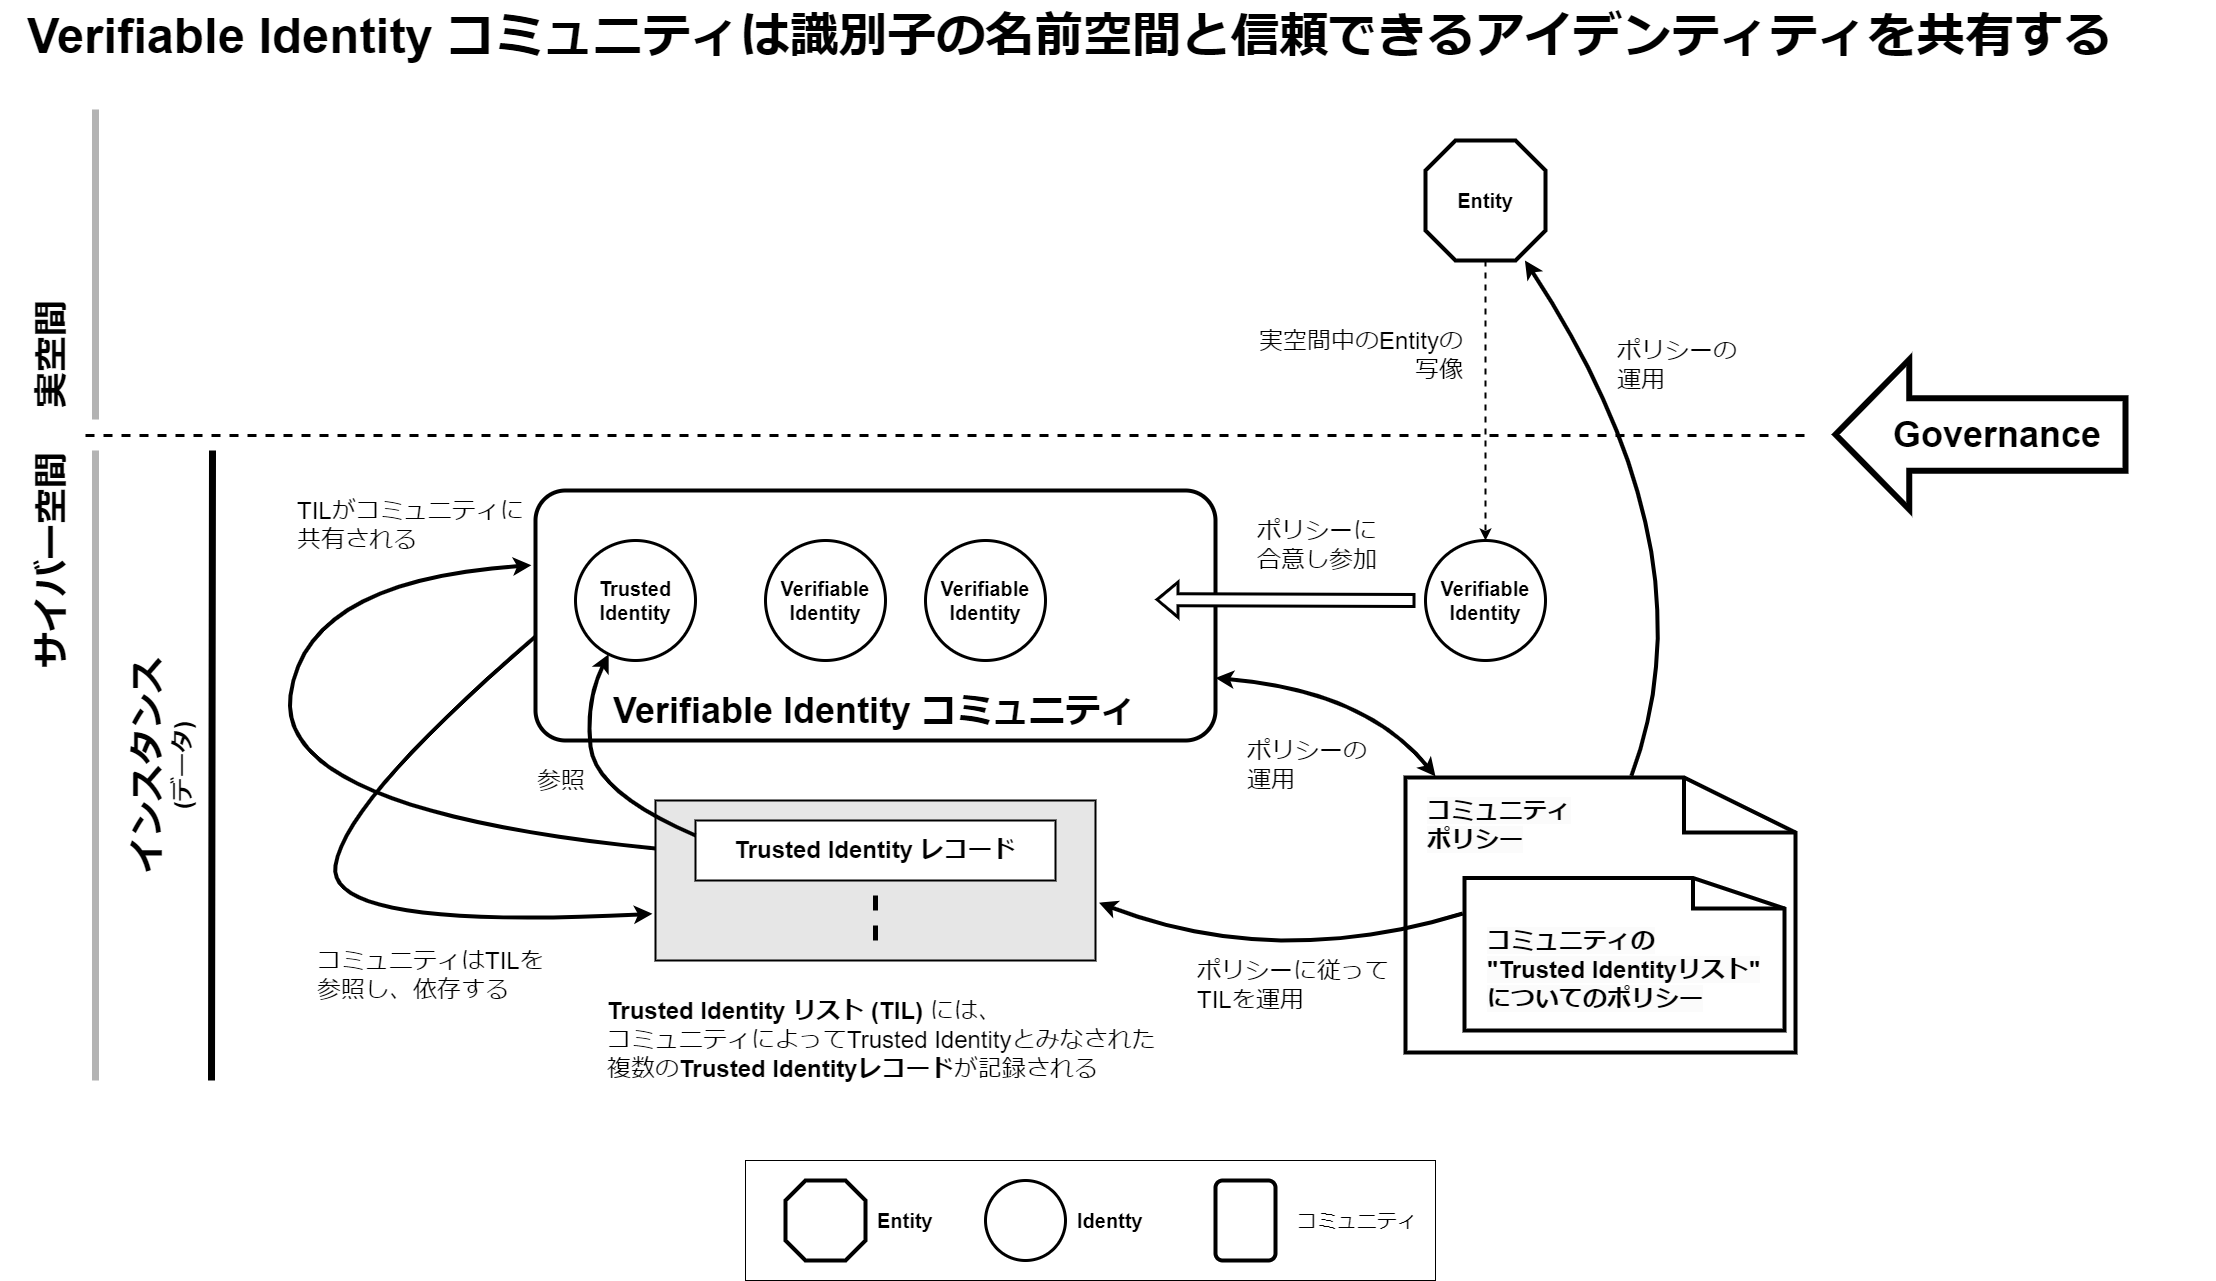 Verifiable Identity コミュニティは識別子の名前空間と信頼できるアイデンティティを共有する
実空間
サイバー空間
インスタンス
(データ)
Entity
実空間中のEntityの
写像
ポリシーの
運用
Governance
TILがコミュニティに
共有される
Trusted
Identity
Verifiable
Identity
Verifiable
Identity
Verifiable Identity コミュニティ
ポリシーに
合意し参加
Verifiable
Identity
参照
ポリシーの
運用
Trusted Identity レコード
コミュニティ
ポリシー
コミュニティの
"Trusted Identityリスト"
についてのポリシー
コミュニティはTILを
参照し、依存する
ポリシーに従って
TILを運用
Trusted Identity リスト (TIL) には、
コミュニティによってTrusted Identityとみなされた
複数のTrusted Identityレコードが記録される
Entity
Identty
コミュニティ